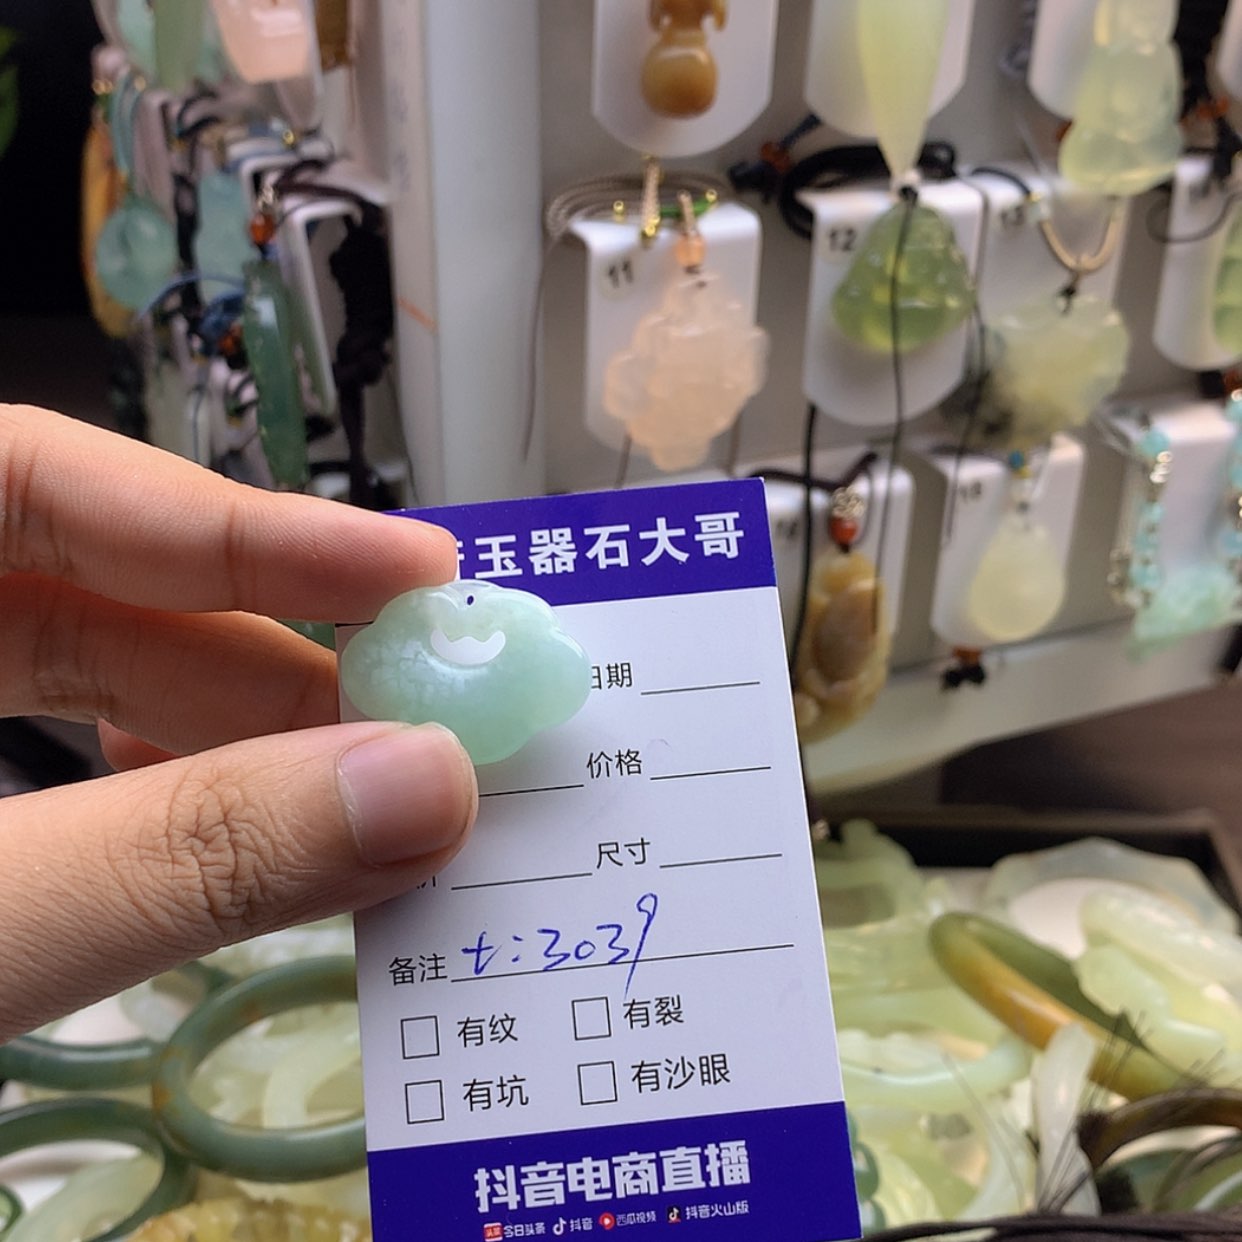 11
12
玉器石大哥
日期
价格
尺寸
备注 t:3039
有纹 有裂
有坑 有沙眼
抖音电商直播
今日头条 抖音 西瓜视频 抖音火山版